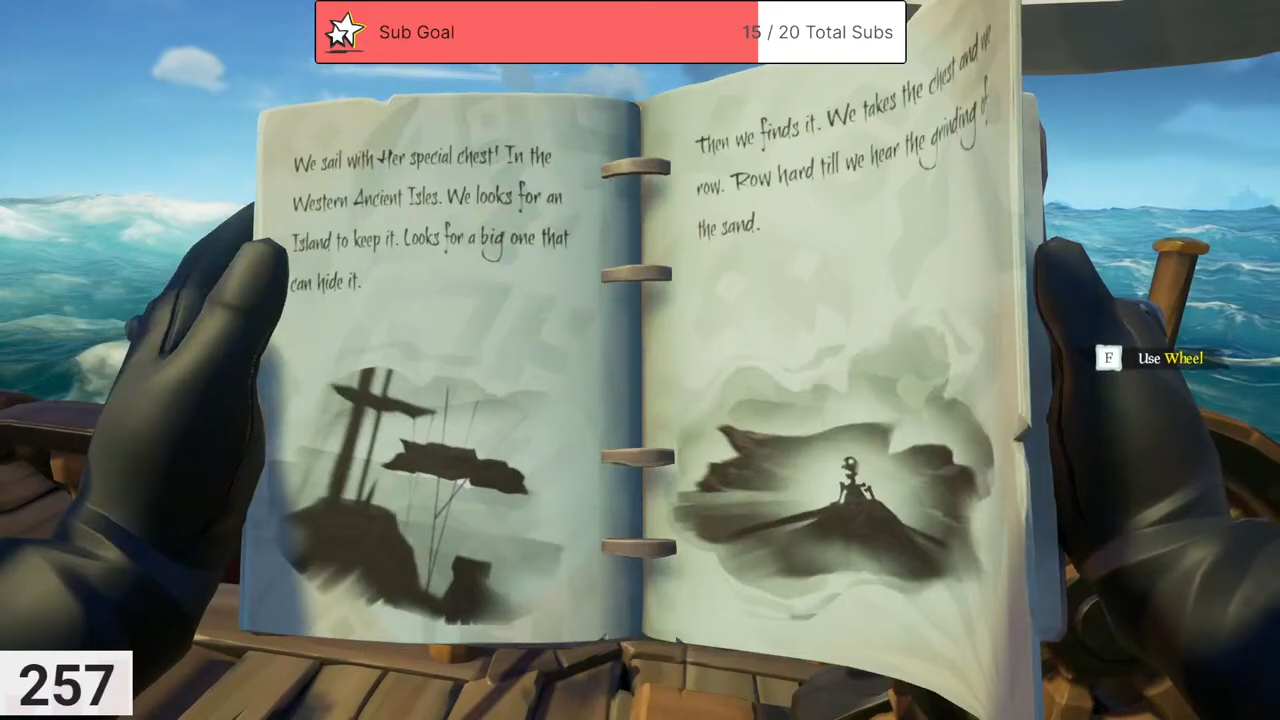 Sub Goal
15 / 20 Total Subs
We sail with Her special chest! In the
Western Ancient Isles. We looks for an
Island to keep it. Looks for a big one that
can hide it.
Then we finds it. We takes the chest and we
row. Row hard till we hear the grinding of
the sand.
F Use Wheel
257